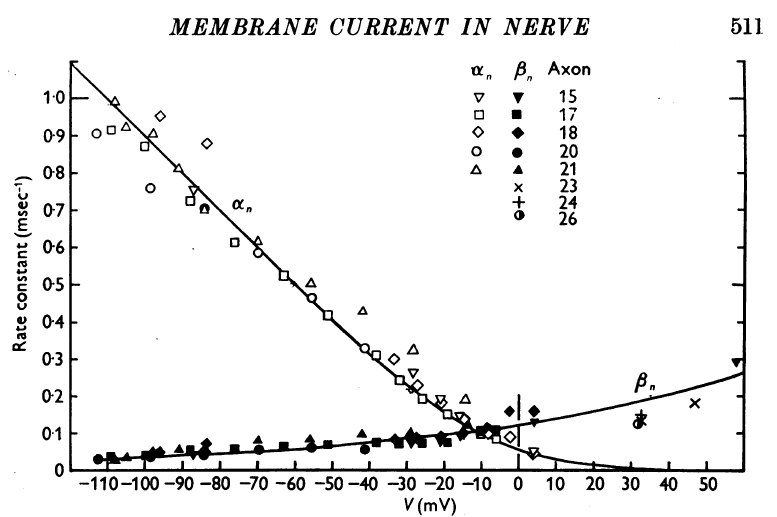 MEMBRANE CURRENT IN NERVE 511
αn βn Axon
15
17
18
20
21
23
24
26
1·0
0·9
0·8
0·7
0·6
0·5
0·4
0·3
0·2
0·1
0
Rate constant (msec⁻¹)
αn
βn
−110 −100 −90 −80 −70 −60 −50 −40 −30 −20 −10 0 10 20 30 40 50
V (mV)